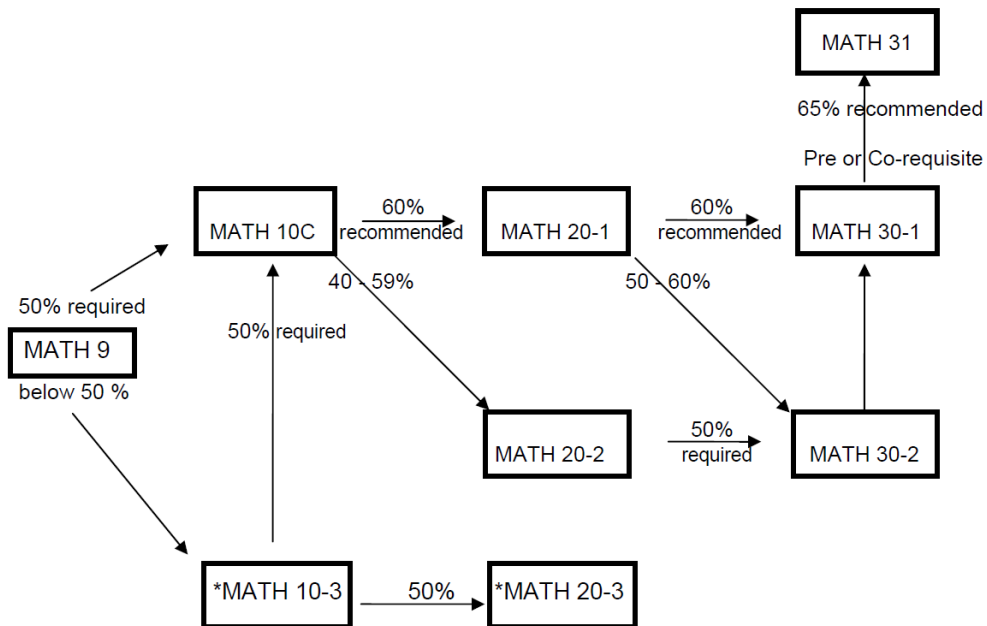 MATH 31
65% recommended
Pre or Co-requisite
60%
recommended
60%
recommended
MATH 10C
MATH 20-1
MATH 30-1
40 - 59%
50 - 60%
50% required
50% required
MATH 9
below 50 %
50%
required
MATH 20-2
MATH 30-2
*MATH 10-3
50%
*MATH 20-3